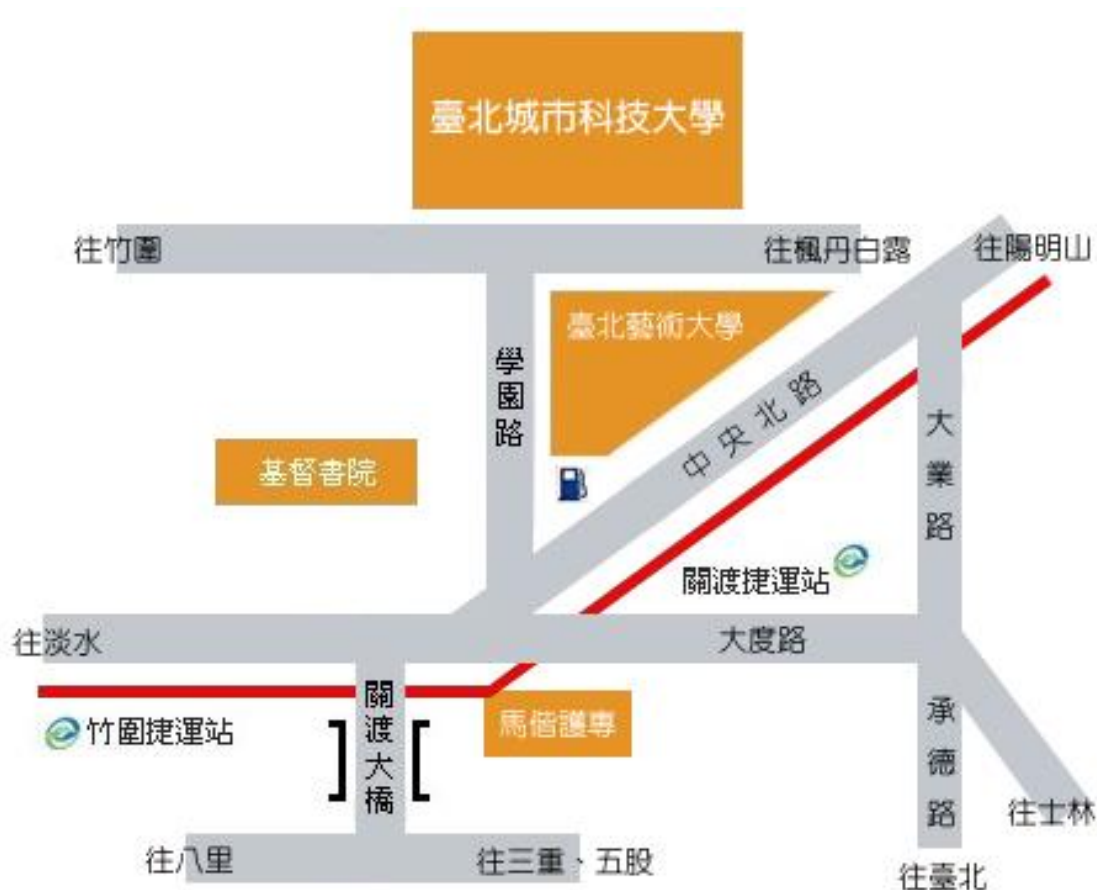 臺北城市科技大學
往竹圍
往楓丹白露
往陽明山
臺北藝術大學
學園路
中央北路
大業路
基督書院
關渡捷運站
往淡水
大度路
關渡大橋
竹圍捷運站
馬偕護專
承德路
往士林
往八里
往三重、五股
往臺北